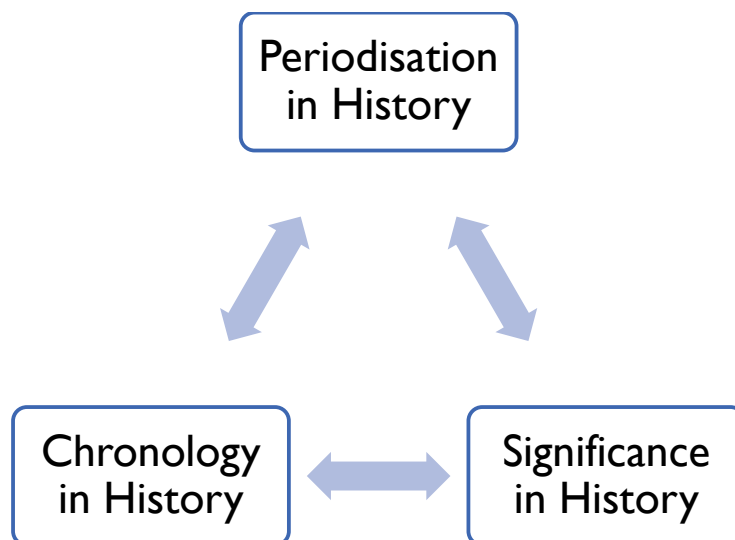 Periodisation
in History
Chronology
in History
Significance
in History